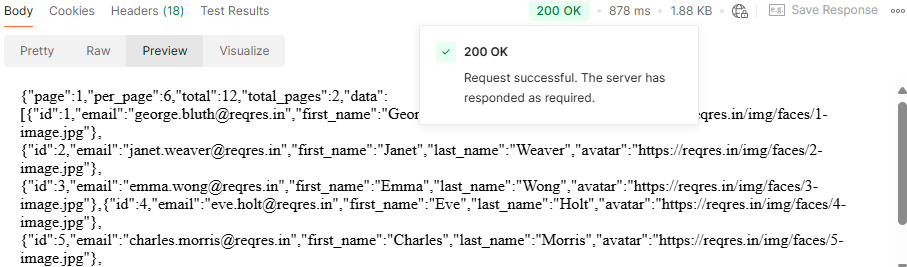 Body Cookies Headers (18) Test Results 200 OK 878 ms 1.88 KB e.g. Save Response
Pretty Raw Preview Visualize
200 OK
Request successful. The server has
responded as required.
{"page":1,"per_page":6,"total":12,"total_pages":2,"data":
[{"id":1,"email":"george.bluth@reqres.in","first_name":"Geor reqres.in/img/faces/1-
image.jpg"},
{"id":2,"email":"janet.weaver@reqres.in","first_name":"Janet","last_name":"Weaver","avatar":"https://reqres.in/img/faces/2-
image.jpg"},
{"id":3,"email":"emma.wong@reqres.in","first_name":"Emma","last_name":"Wong","avatar":"https://reqres.in/img/faces/3-
image.jpg"},{"id":4,"email":"eve.holt@reqres.in","first_name":"Eve","last_name":"Holt","avatar":"https://reqres.in/img/faces/4-
image.jpg"},
{"id":5,"email":"charles.morris@reqres.in","first_name":"Charles","last_name":"Morris","avatar":"https://reqres.in/img/faces/5-
image.jpg"},